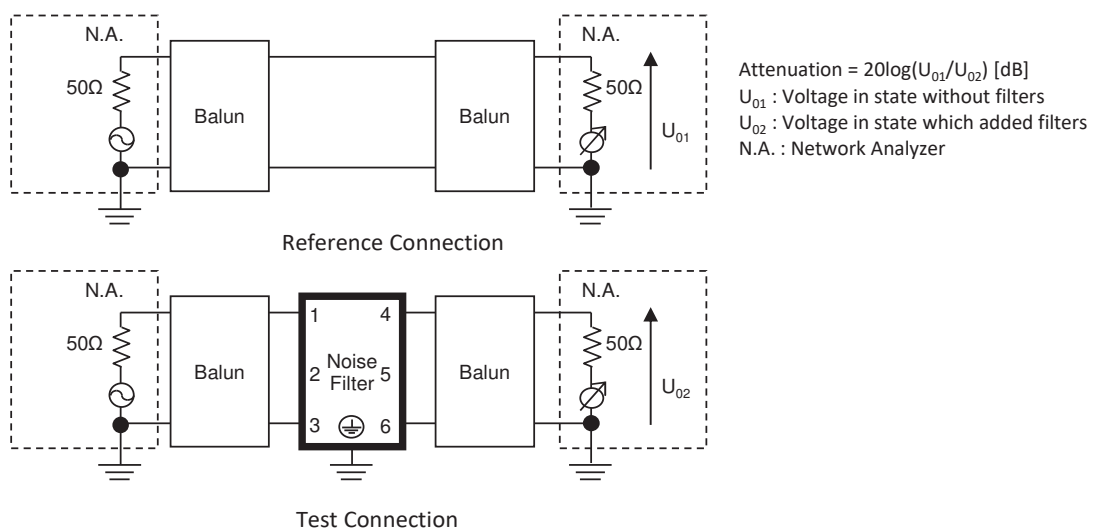 N.A.
N.A.
50Ω
Balun
Balun
50Ω
U01
Attenuation = 20log(U01/U02) [dB]
U01 : Voltage in state without filters
U02 : Voltage in state which added filters
N.A. : Network Analyzer
Reference Connection
N.A.
N.A.
50Ω
Balun
1 4
2 Noise 5
Filter
3 6
Balun
50Ω
U02
Test Connection